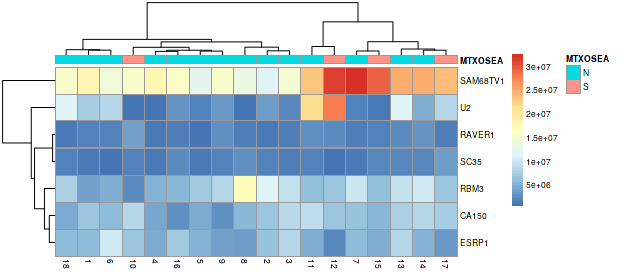 MTXOSEA
SAM68TV1
U2
RAVER1
SC35
RBM3
CA150
ESRP1
18 1 6 10 4 16 5 9 8 2 3 11 12 7 15 13 14 17
3e+07
2.5e+07
2e+07
1.5e+07
1e+07
5e+06
MTXOSEA
N
S